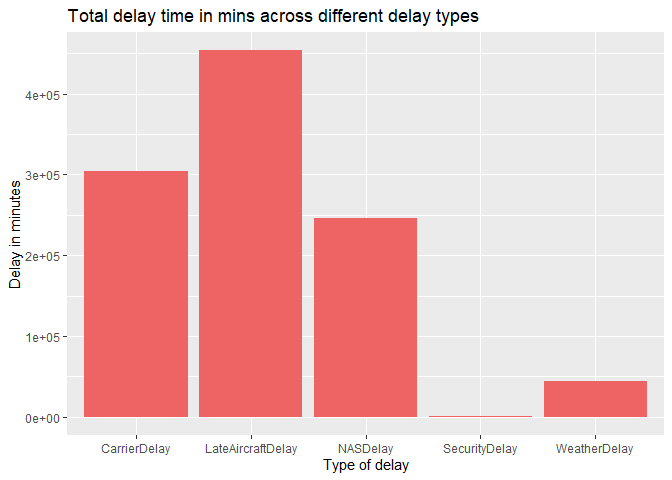 Total delay time in mins across different delay types
Delay in minutes
4e+05
3e+05
2e+05
1e+05
0e+00
CarrierDelay LateAircraftDelay NASDelay SecurityDelay WeatherDelay
Type of delay